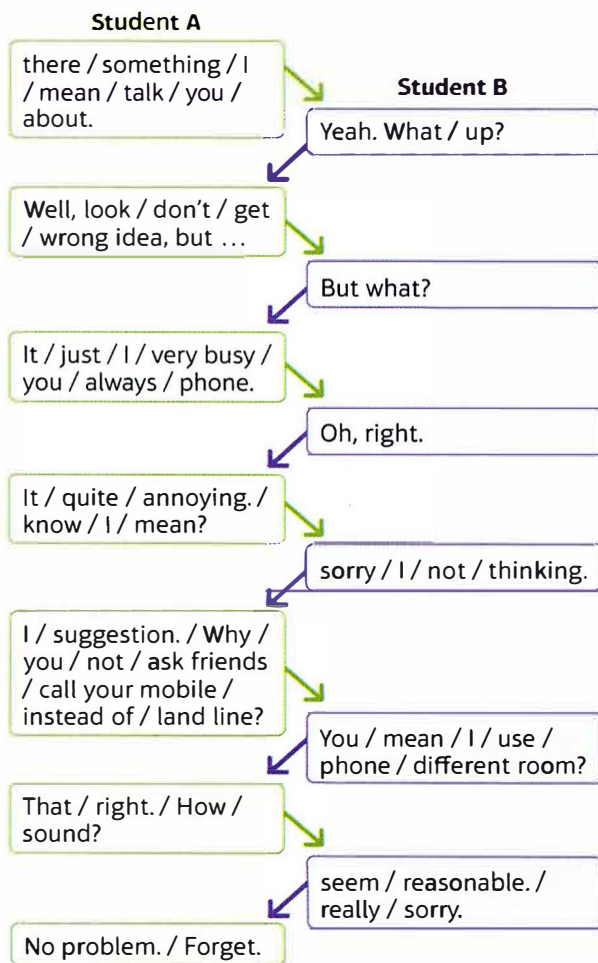 Student A
there / something / I
/ mean / talk / you /
about.
Student B
Yeah. What / up?
Well, look / don't / get
/ wrong idea, but ...
But what?
It / just / I / very busy /
you / always / phone.
Oh, right.
It / quite / annoying. /
know / I / mean?
sorry / I / not / thinking.
I / suggestion. / Why /
you / not / ask friends
/ call your mobile /
instead of / land line?
You / mean / I / use /
phone / different room?
That / right. / How /
sound?
seem / reasonable. /
really / sorry.
No problem. / Forget.